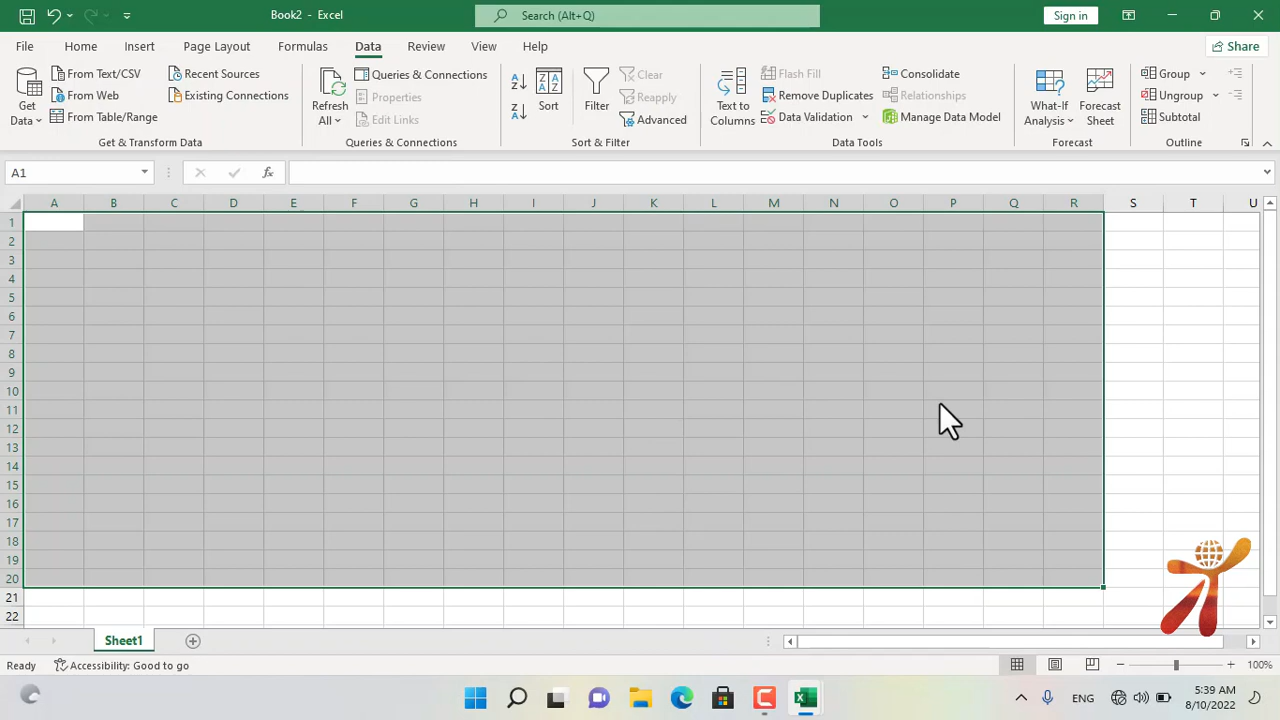 Book2 - Excel
Search (Alt+Q)
Sign in
File Home Insert Page Layout Formulas Data Review View Help
Share
Get Data
From Text/CSV
From Web
From Table/Range
Recent Sources
Existing Connections
Get & Transform Data
Refresh All
Queries & Connections
Properties
Edit Links
Queries & Connections
Sort
Filter
Clear
Reapply
Advanced
Sort & Filter
Text to Columns
Flash Fill
Remove Duplicates
Data Validation
Consolidate
Relationships
Manage Data Model
Data Tools
What-If Analysis
Forecast Sheet
Forecast
Group
Ungroup
Subtotal
Outline
A1
fx
A B C D E F G H I J K L M N O P Q R S T U
1
2
3
4
5
6
7
8
9
10
11
12
13
14
15
16
17
18
19
20
21
22
Sheet1
Ready
Accessibility: Good to go
100%
ENG
5:39 AM
8/10/2022